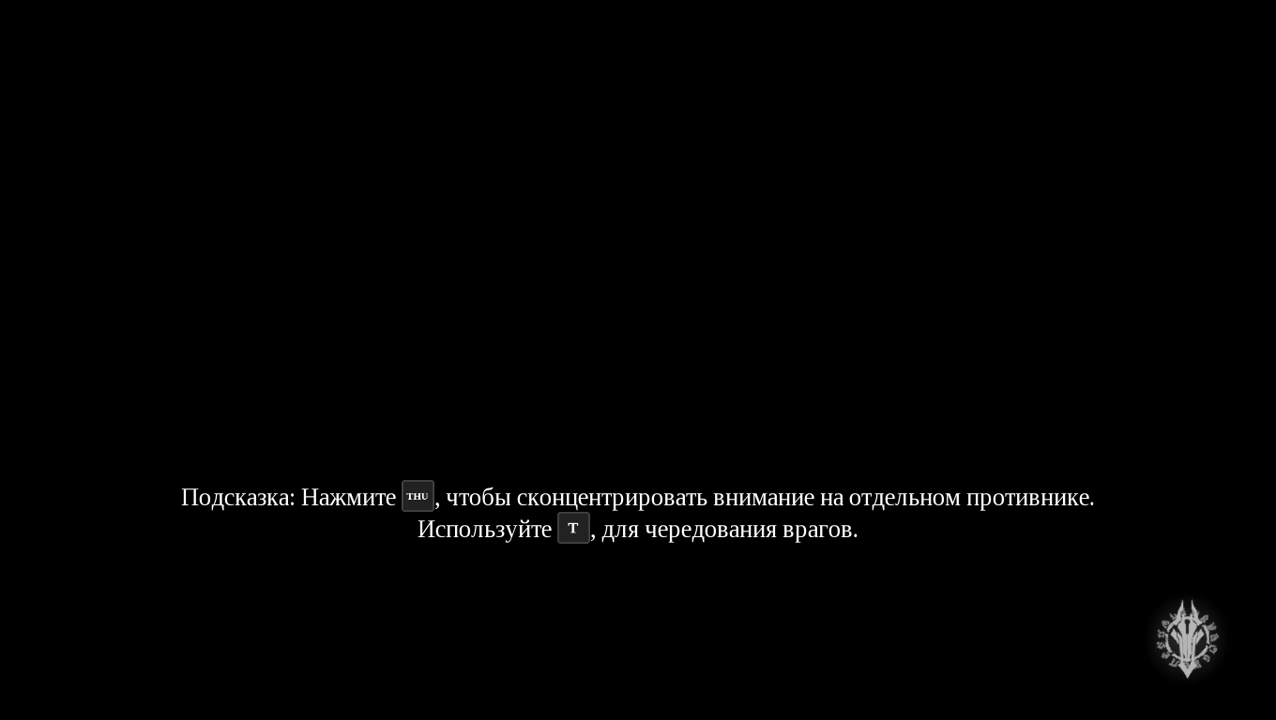 Подсказка: Нажмите THU, чтобы сконцентрировать внимание на отдельном противнике.
Используйте T, для чередования врагов.